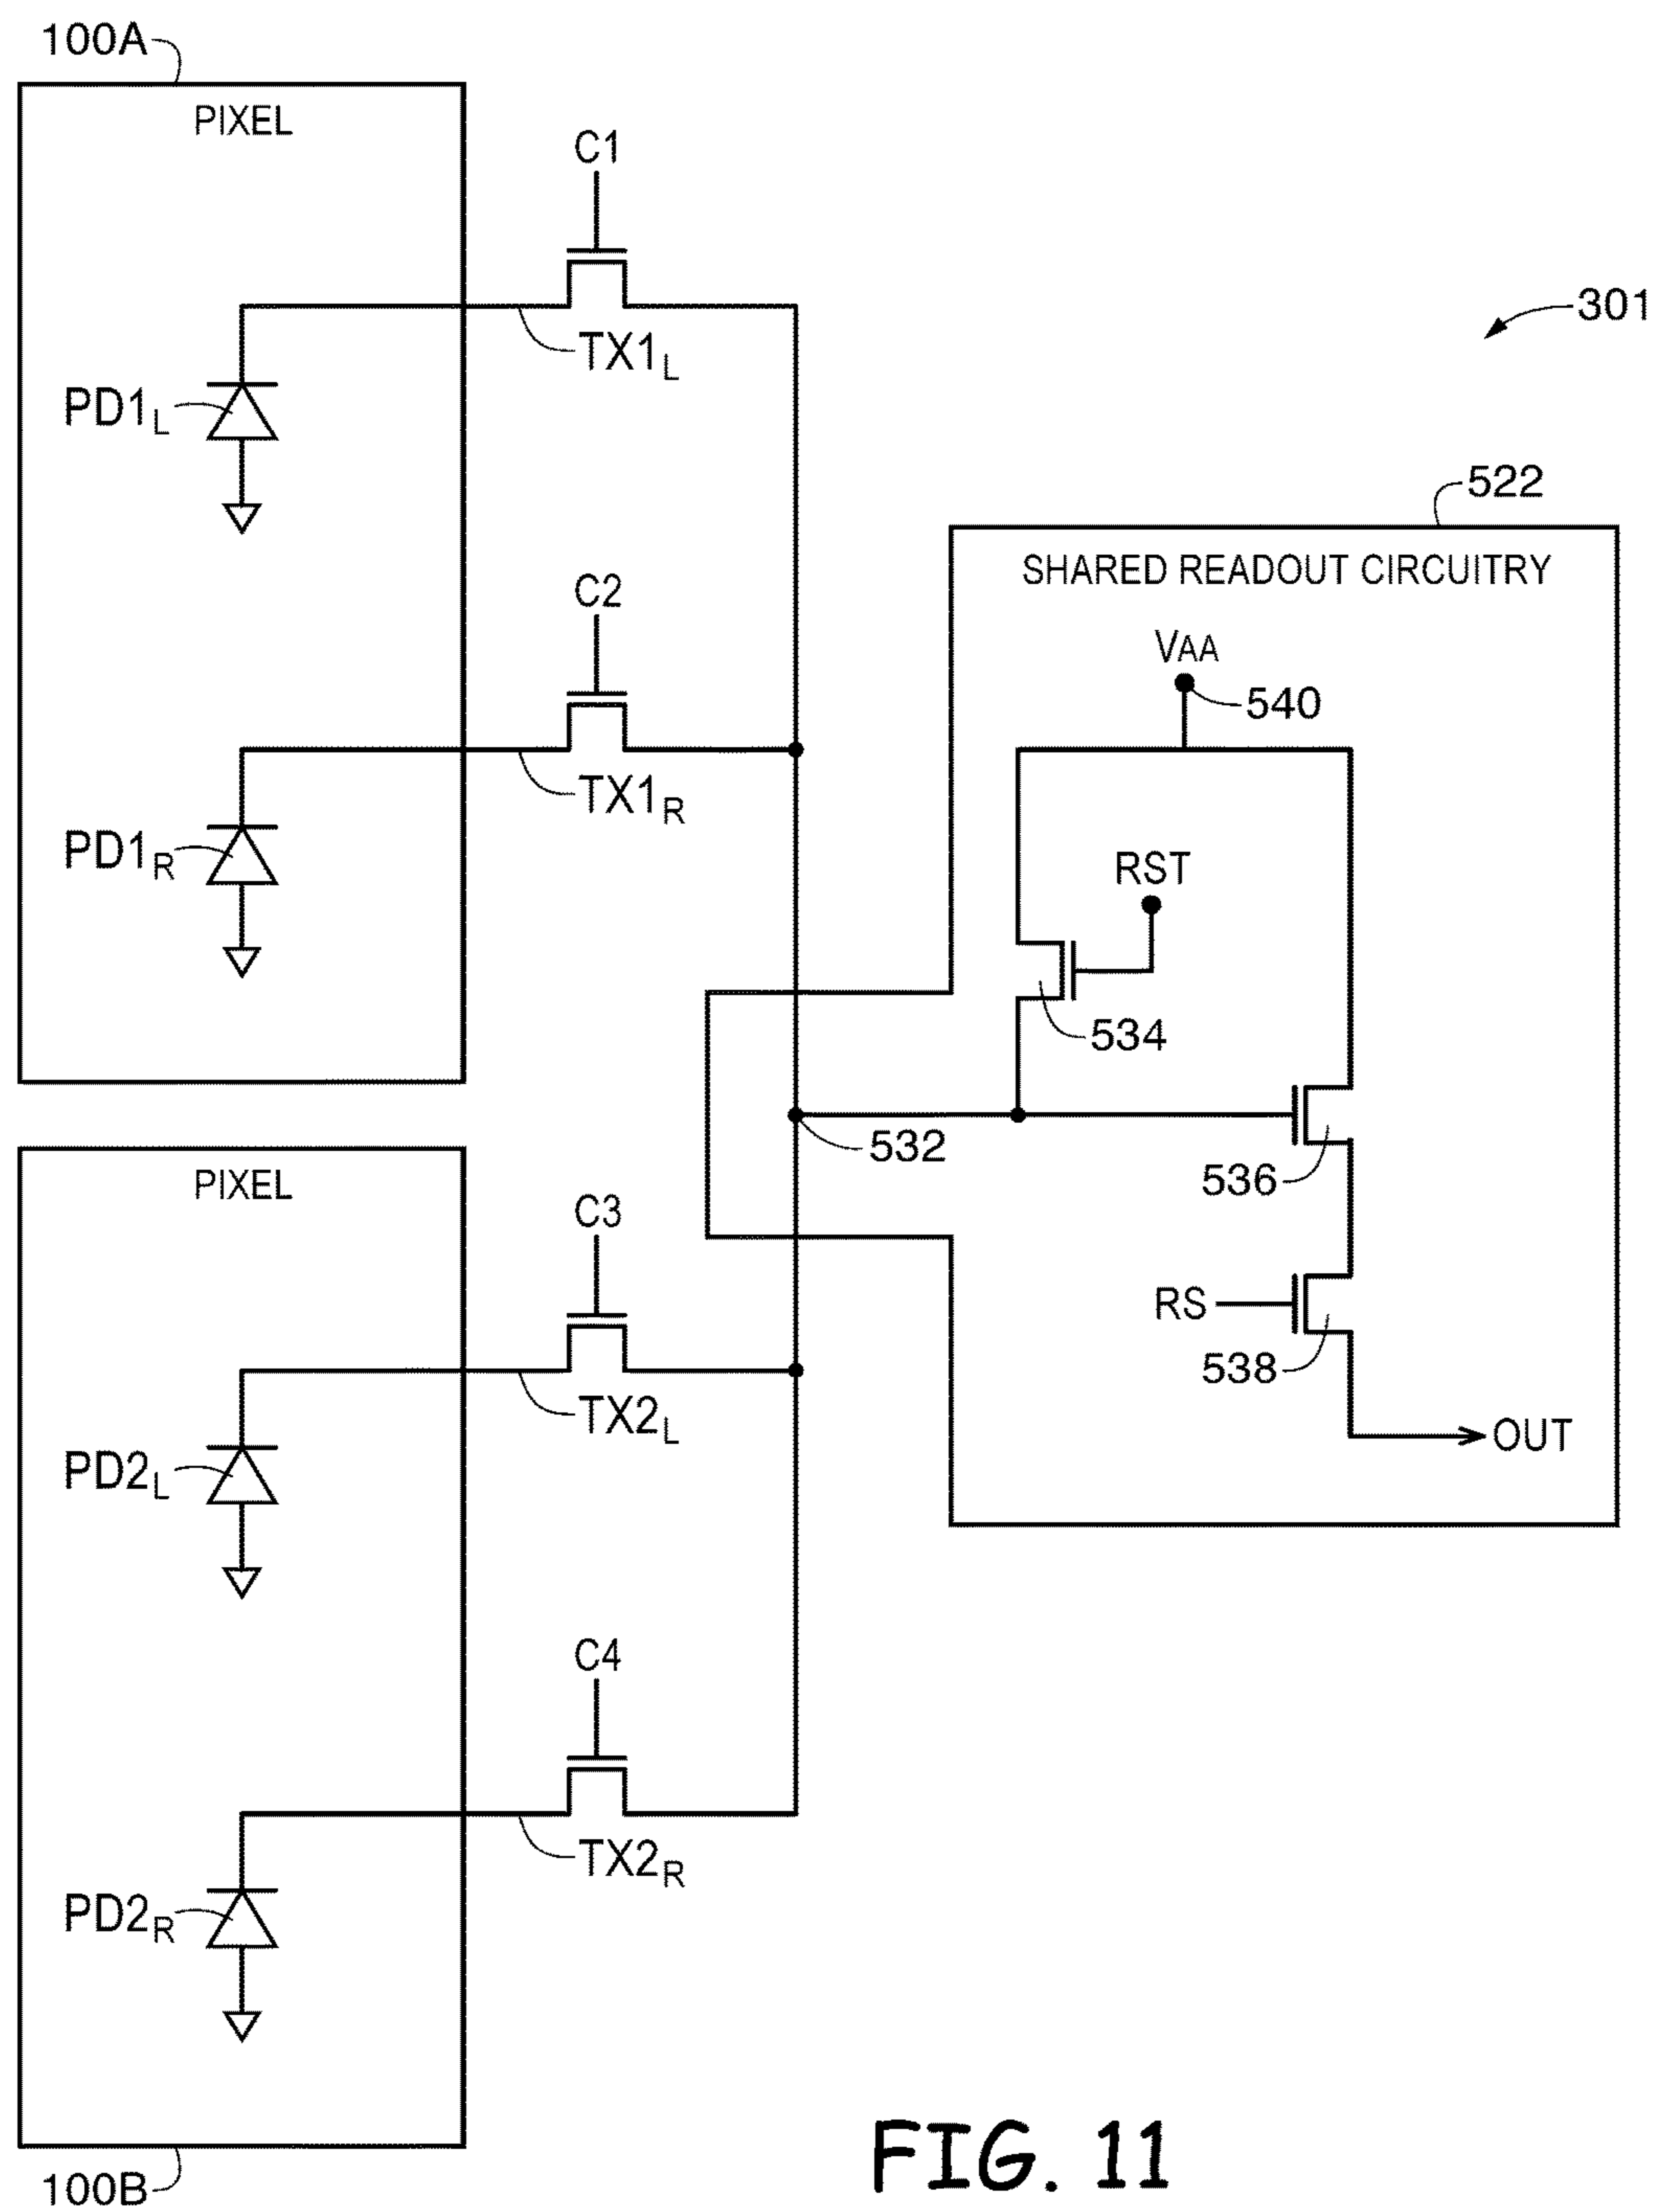 100A
PIXEL
C1
301
TX1L
PD1L
522
SHARED READOUT CIRCUITRY
C2
VAA
540
TX1R
PD1R
RST
534
532
536
PIXEL
C3
RS
538
TX2L
OUT
PD2L
C4
TX2R
PD2R
100B
FIG. 11